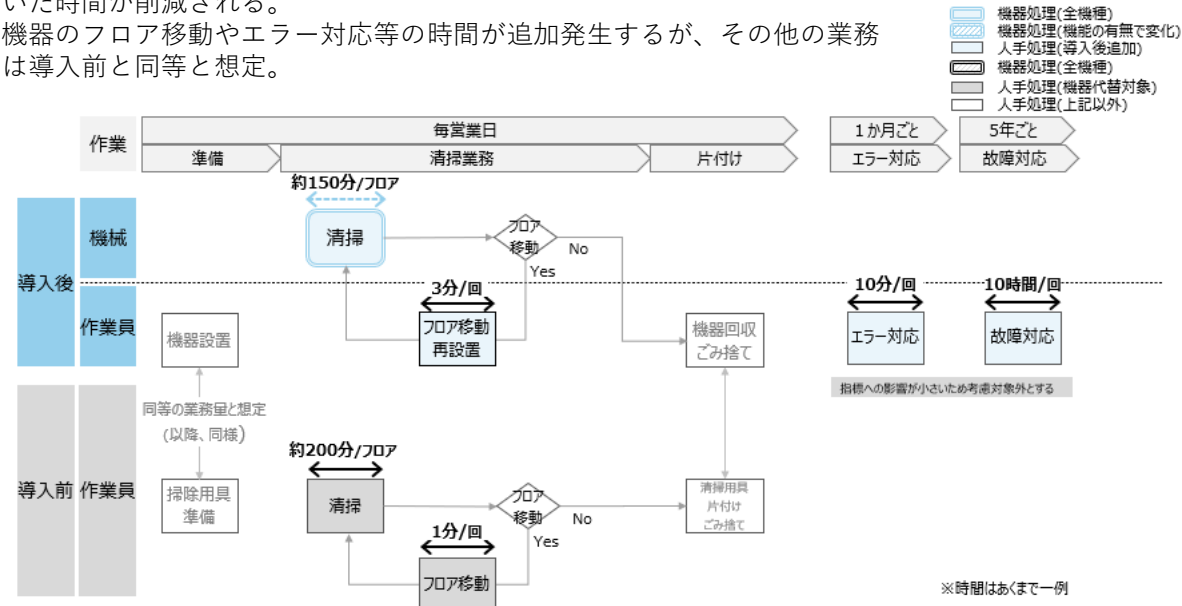 いた時間が削減される。
機器のフロア移動やエラー対応等の時間が追加発生するが、その他の業務
は導入前と同等と想定。
機器処理(全機種)
機器処理(機能の有無で変化)
人手処理(導入後追加)
機器処理(全機種)
人手処理(機器代替対象)
人手処理(上記以外)
作業
毎営業日
1か月ごと
5年ごと
準備
清掃業務
片付け
エラー対応
故障対応
約150分/フロア
導入後
機械
清掃
フロア
移動
No
Yes
作業員
機器設置
3分/回
フロア移動
再設置
機器回収
ごみ捨て
10分/回
エラー対応
10時間/回
故障対応
指標への影響が小さいため考慮対象外とする
同等の業務量と想定
(以降、同様)
約200分/フロア
導入前
作業員
掃除用具
準備
清掃
フロア
移動
No
Yes
清掃用具
片付け
ごみ捨て
1分/回
フロア移動
※時間はあくまで一例